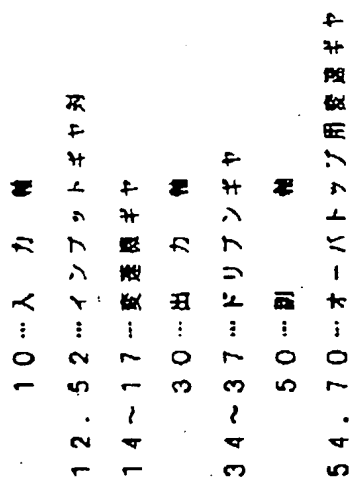 10…入力軸
12.52…インプットギヤ列
14~17…変速機ギヤ
30…出力軸
34~37…ドリブンギヤ
50…副軸
54.70…オーバトップ用変速ギヤ